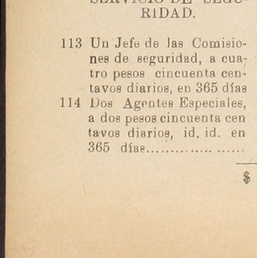 SERVICIO DE SEGU-
RIDAD.
113 Un Jefe de las Comisio-
nes de seguridad, a cua-
tro pesos cincuenta cen-
tavos diarios, en 365 días
114 Dos Agentes Especiales,
a dos pesos cincuenta cen
tavos diarios, id. id. en
365 días..................
$